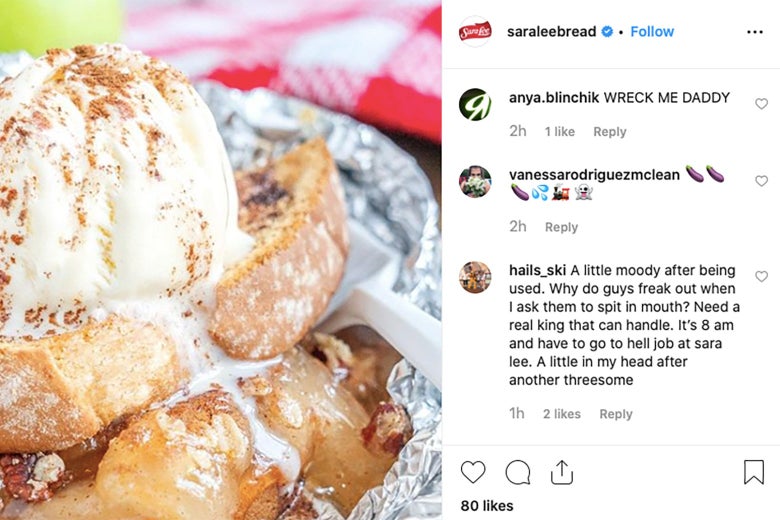 Sara Lee
saraleebread • Follow
anya.blinchik WRECK ME DADDY
2h 1 like Reply
vanessarodriguezmclean 🍆🍆
🍆💦🚂👻
2h Reply
hails_ski A little moody after being
used. Why do guys freak out when
I ask them to spit in mouth? Need a
real king that can handle. It's 8 am
and have to go to hell job at sara
lee. A little in my head after
another threesome
1h 2 likes Reply
80 likes